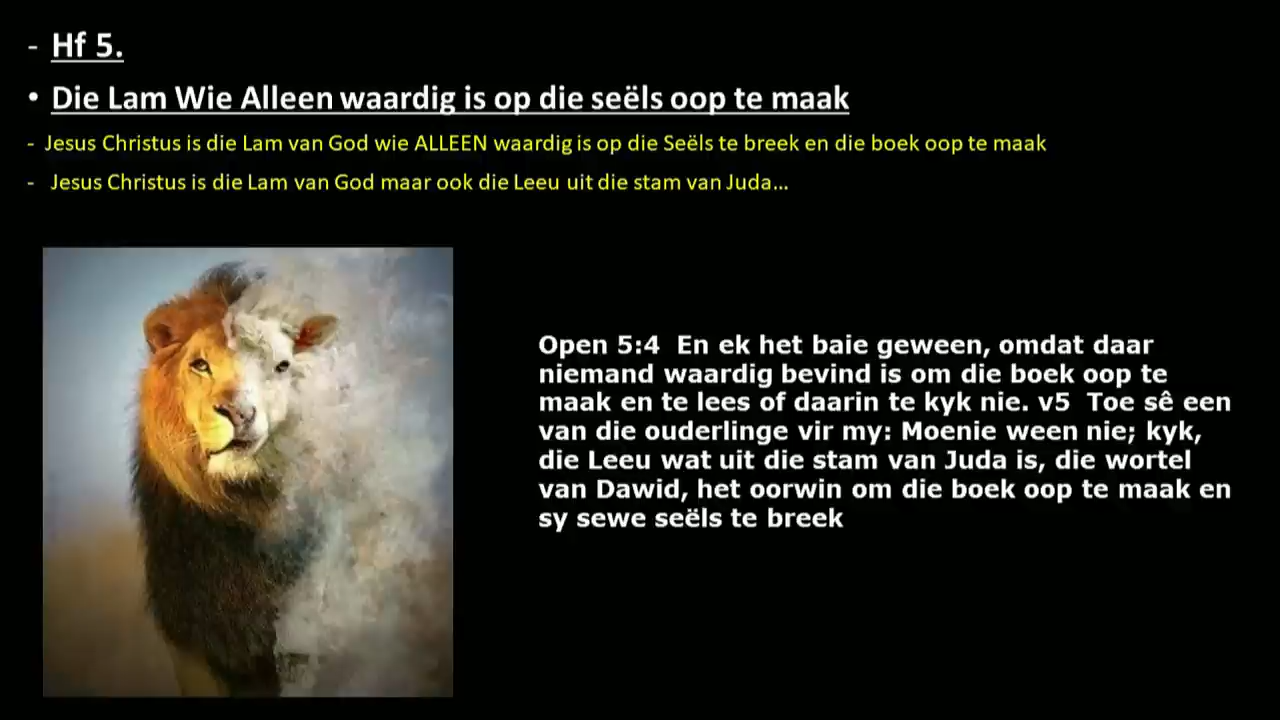 - Hf 5.
• Die Lam Wie Alleen waardig is op die seëls oop te maak
- Jesus Christus is die Lam van God wie ALLEEN waardig is op die Seëls te breek en die boek oop te maak
- Jesus Christus is die Lam van God maar ook die Leeu uit die stam van Juda...
Open 5:4 En ek het baie geween, omdat daar
niemand waardig bevind is om die boek oop te
maak en te lees of daarin te kyk nie. v5 Toe sê een
van die ouderlinge vir my: Moenie ween nie; kyk,
die Leeu wat uit die stam van Juda is, die wortel
van Dawid, het oorwin om die boek oop te maak en
sy sewe seëls te breek